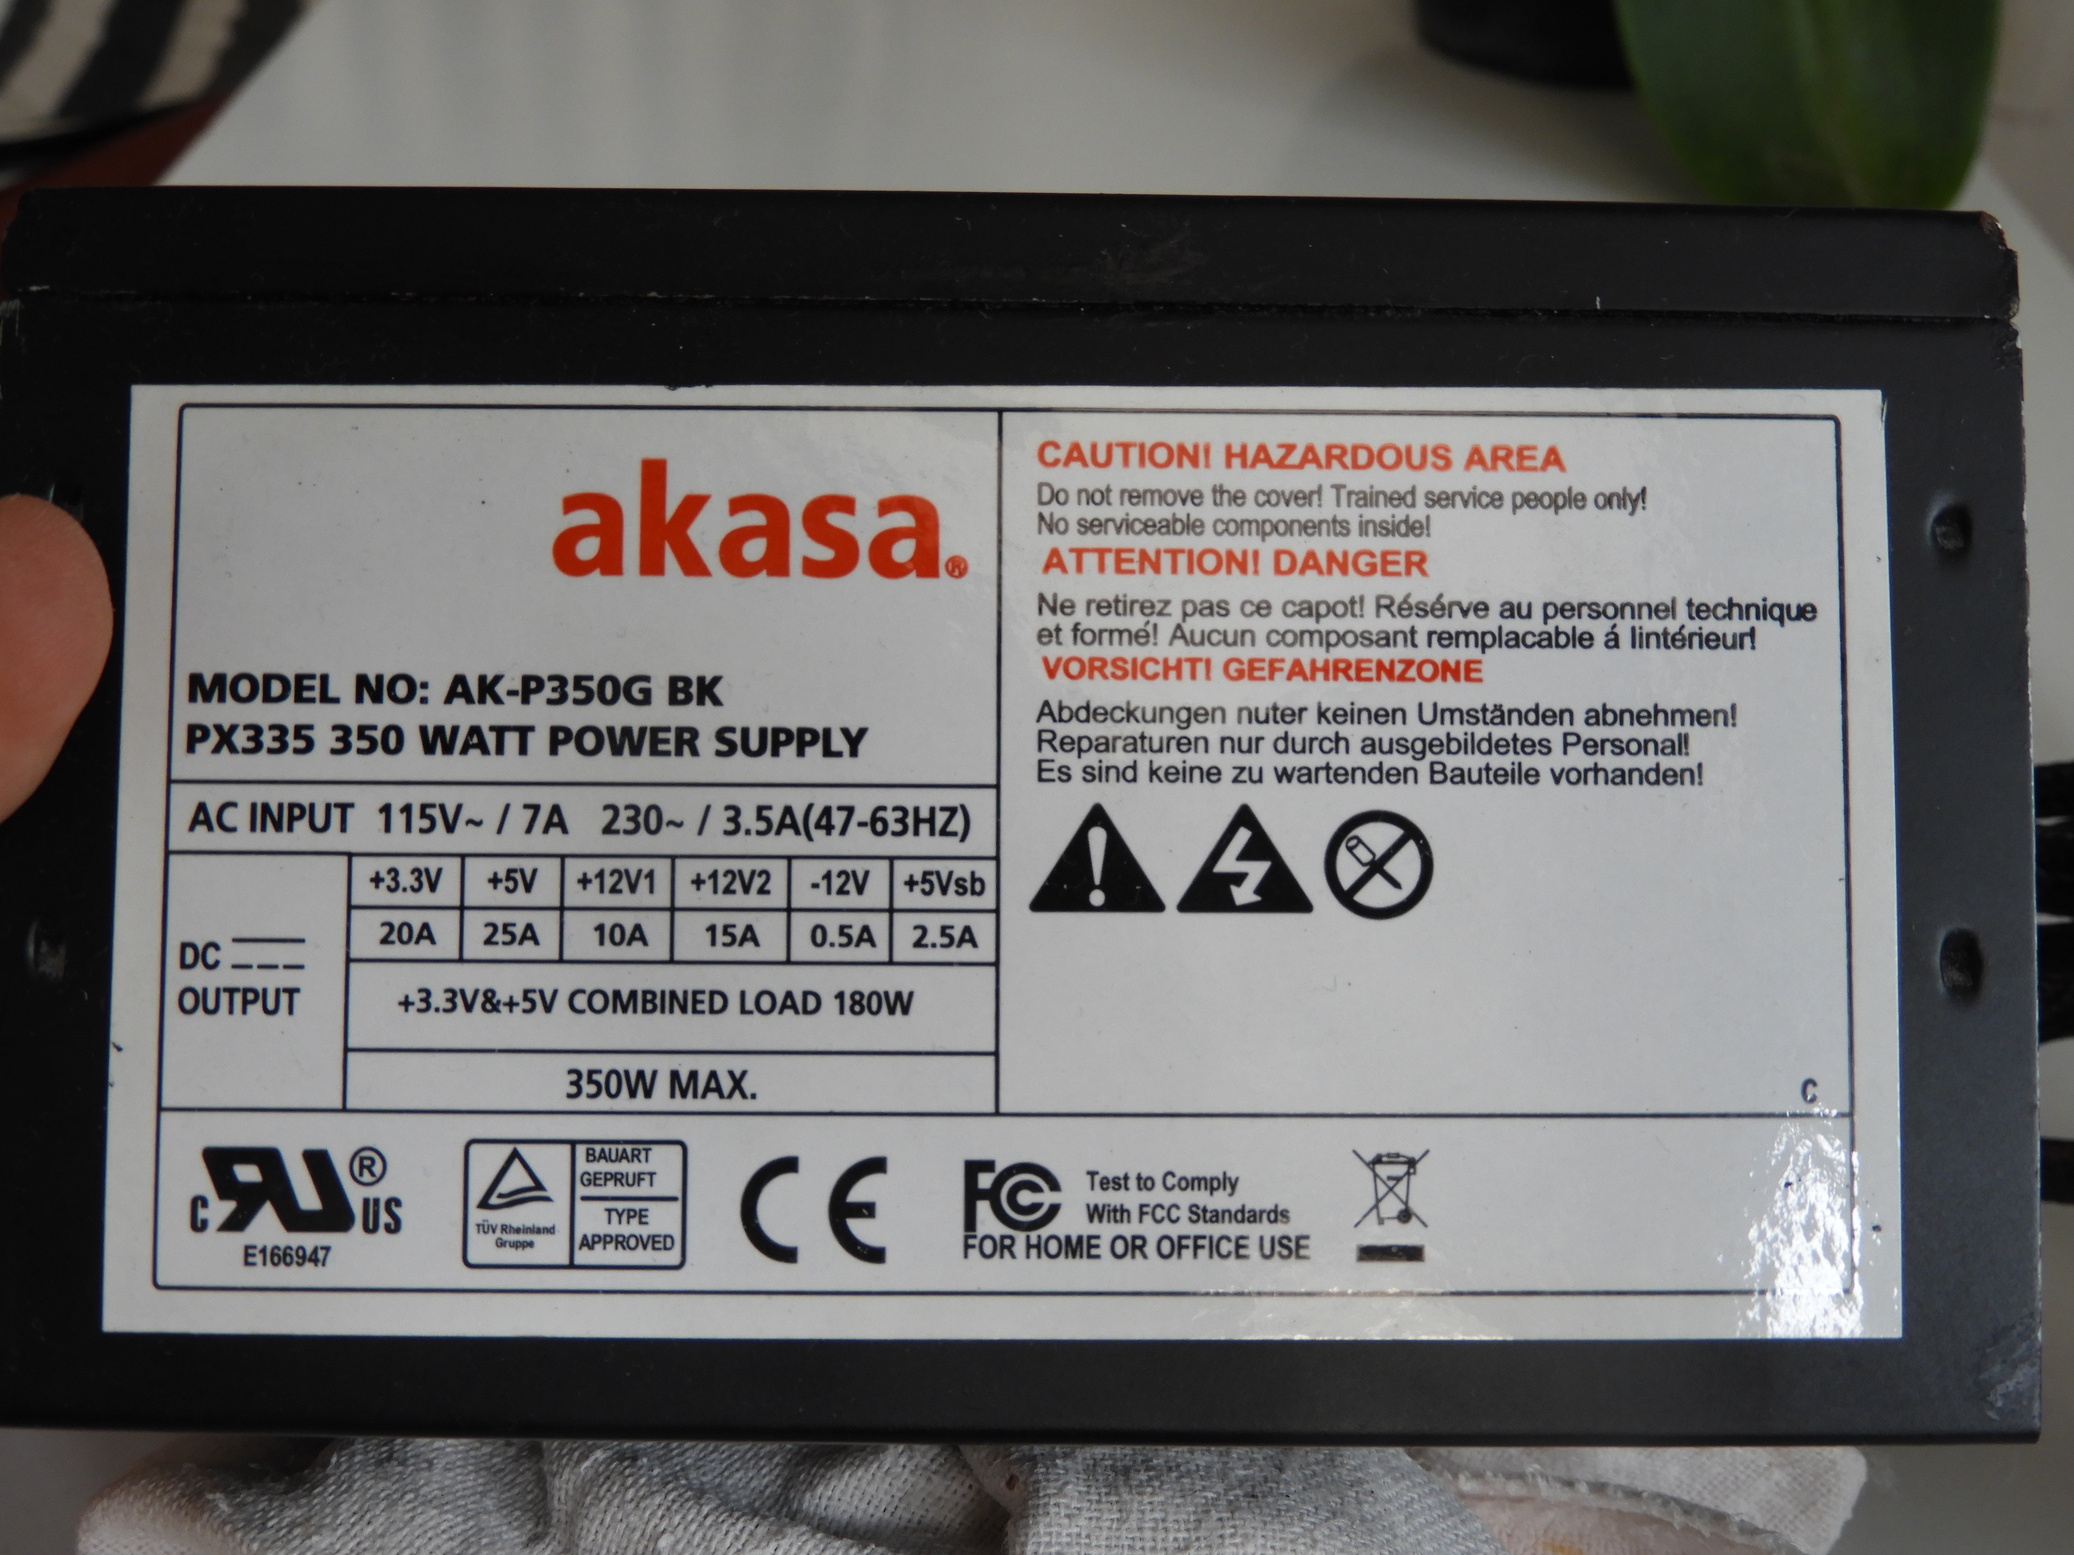 akasa®
MODEL NO: AK-P350G BK
PX335 350 WATT POWER SUPPLY
AC INPUT 115V~ / 7A 230~ / 3.5A(47-63HZ)
DC OUTPUT
+3.3V +5V +12V1 +12V2 -12V +5Vsb
20A 25A 10A 15A 0.5A 2.5A
+3.3V&+5V COMBINED LOAD 180W
350W MAX.
CAUTION! HAZARDOUS AREA
Do not remove the cover! Trained service people only!
No serviceable components inside!
ATTENTION! DANGER
Ne retirez pas ce capot! Résérve au personnel technique
et formé! Aucun composant remplacable á lintérieur!
VORSICHT! GEFAHRENZONE
Abdeckungen nuter keinen Umständen abnehmen!
Reparaturen nur durch ausgebildetes Personal!
Es sind keine zu wartenden Bauteile vorhanden!
C
C RU® US
E166947
TÜV Rheinland
Gruppe
BAUART
GEPRUFT
TYPE
APPROVED
CE
FC Test to Comply
With FCC Standards
FOR HOME OR OFFICE USE